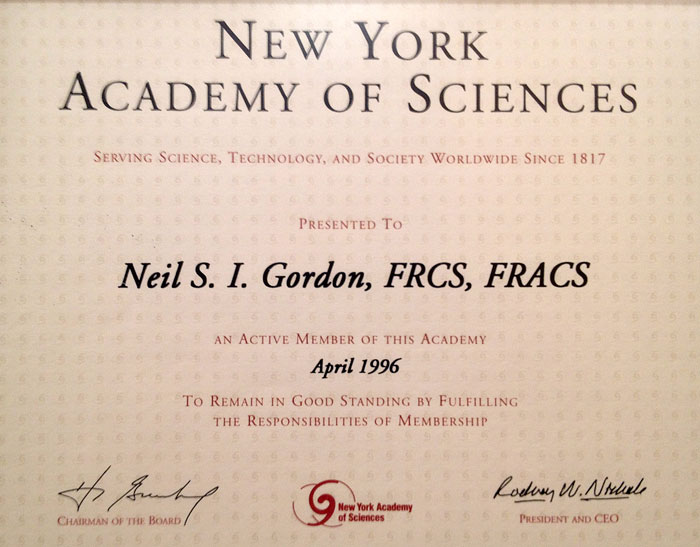 New York
Academy of Sciences
Serving Science, Technology, and Society Worldwide Since 1817
Presented To
Neil S. I. Gordon, FRCS, FRACS
an Active Member of this Academy
April 1996
To Remain in Good Standing by Fulfilling
the Responsibilities of Membership
Rodney W. Nichols
Chairman of the Board
New York Academy
of Sciences
President and CEO